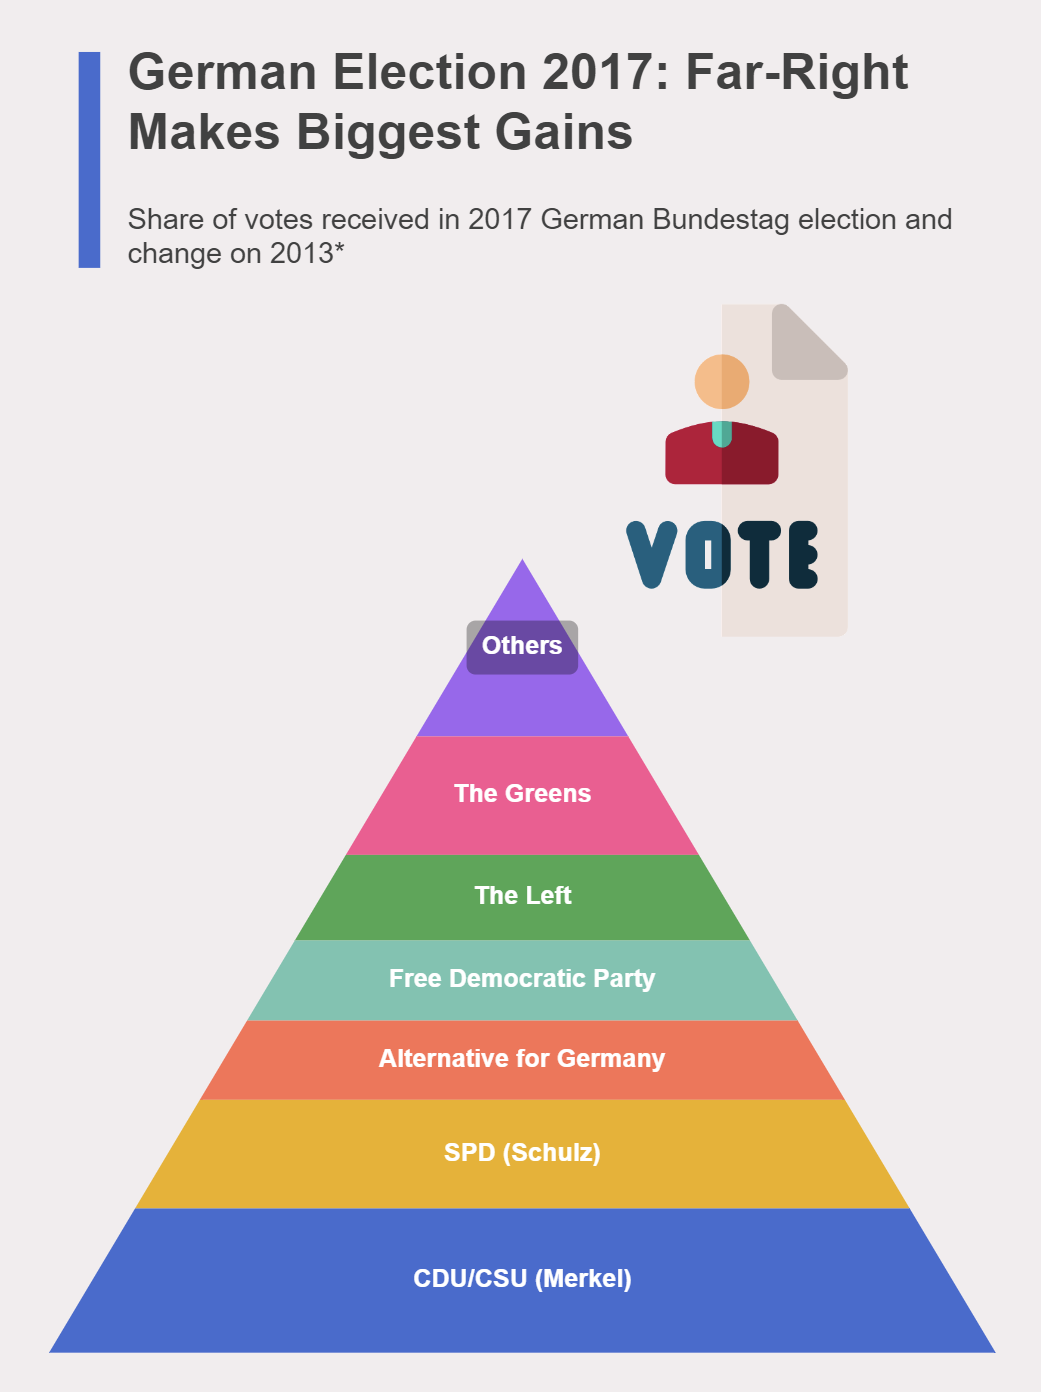 German Election 2017: Far-Right
Makes Biggest Gains
Share of votes received in 2017 German Bundestag election and
change on 2013*
VOTE
Others
The Greens
The Left
Free Democratic Party
Alternative for Germany
SPD (Schulz)
CDU/CSU (Merkel)